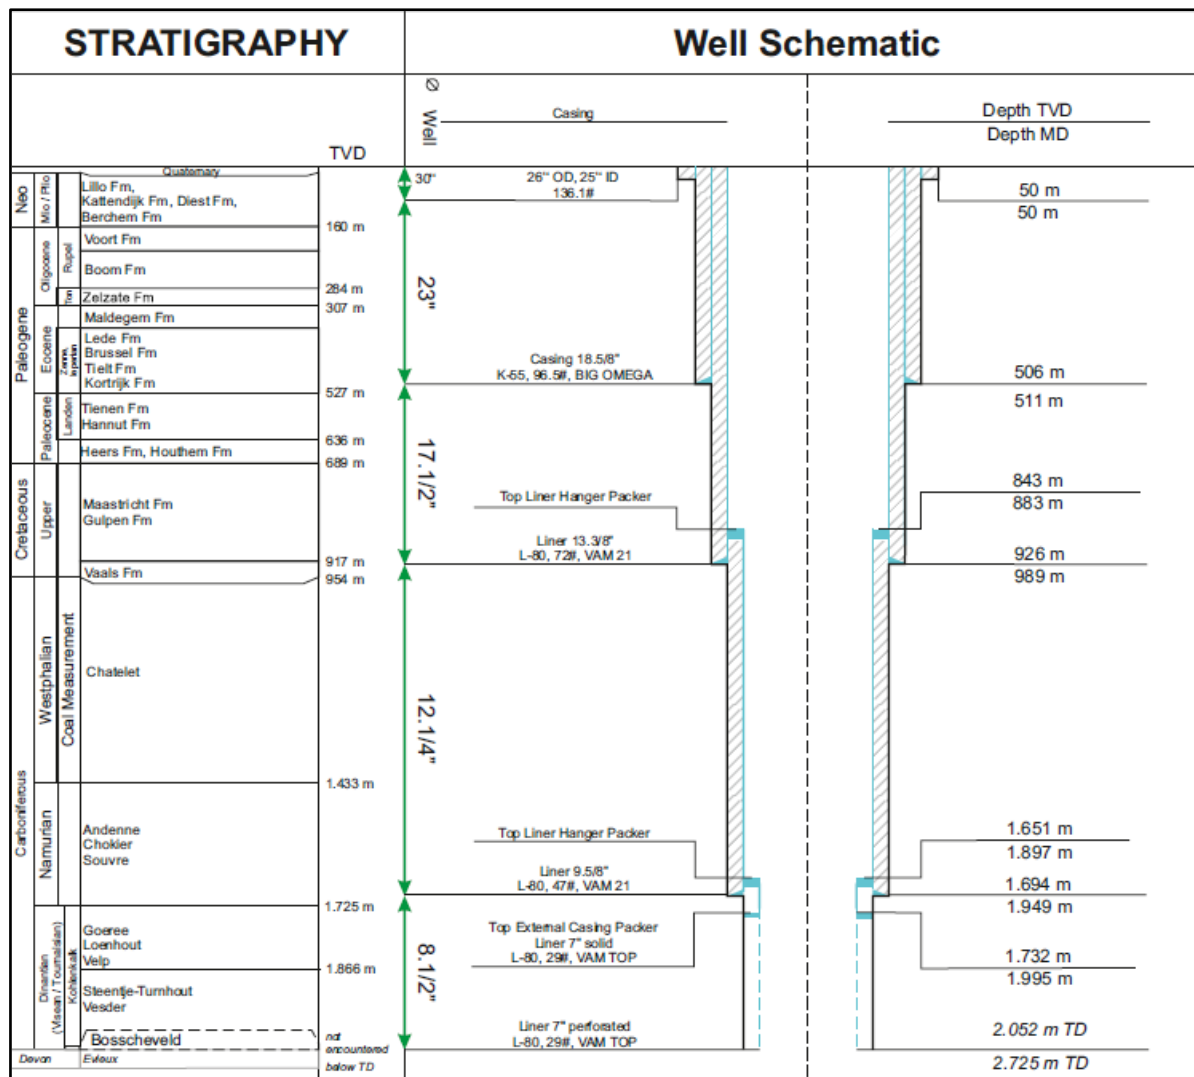 STRATIGRAPHY
Well Schematic
TVD
Ø Well
Casing
Depth TVD
Depth MD
Neo
Mio / Plio
Quaternary
Lillo Fm,
Kattendijk Fm, Diest Fm,
Berchem Fm
160 m
Paleogene
Oligocene
Rupel
Voort Fm
Boom Fm
284 m
Ton
Zelzate Fm
307 m
Eocene
Maldegem Fm
Lede Fm
Brussel Fm
Tielt Fm
Kortrijk Fm
527 m
Paleocene
Landen
Tienen Fm
Hannut Fm
636 m
Heers Fm, Houthem Fm
689 m
Cretaceous
Upper
Maastricht Fm
Gulpen Fm
917 m
Vaals Fm
954 m
Carboniferous
Westphalian
Coal Measurement
Chatelet
1.433 m
Namurian
Andenne
Chokier
Souvre
1.725 m
Dinantian
(Visean / Tournaisian)
Kohlenkalk
Goeree
Loenhout
Velp
1.866 m
Steentje-Turnhout
Vesder
Bosscheveld
not
encountered
below TD
Devon
Evieux
30"
26" OD, 25" ID
136.1#
50 m
50 m
23"
Casing 18.5/8"
K-55, 96.5#, BIG OMEGA
506 m
511 m
17.1/2"
Top Liner Hanger Packer
843 m
883 m
Liner 13.3/8"
L-80, 72#, VAM 21
926 m
989 m
12.1/4"
Top Liner Hanger Packer
1.651 m
1.897 m
Liner 9.5/8"
L-80, 47#, VAM 21
1.694 m
1.949 m
8.1/2"
Top External Casing Packer
Liner 7" solid
L-80, 29#, VAM TOP
1.732 m
1.995 m
Liner 7" perforated
L-80, 29#, VAM TOP
2.052 m TD
2.725 m TD